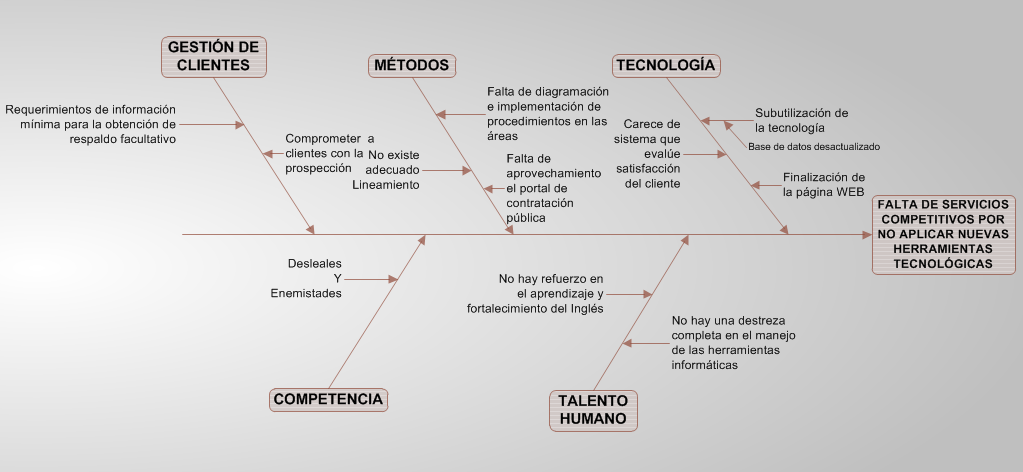 GESTIÓN DE
CLIENTES
Requerimientos de información
mínima para la obtención de
respaldo facultativo
Comprometer a
clientes con la
prospección
MÉTODOS
Falta de diagramación
e implementación de
procedimientos en las
áreas
No existe
adecuado
Lineamiento
Falta de
aprovechamiento
el portal de
contratación
pública
TECNOLOGÍA
Subutilización de
la tecnología
Base de datos desactualizado
Carece de
sistema que
evalúe
satisfacción
del cliente
Finalización de
la página WEB
FALTA DE SERVICIOS
COMPETITIVOS POR
NO APLICAR NUEVAS
HERRAMIENTAS
TECNOLÓGICAS
Desleales
Y
Enemistades
COMPETENCIA
No hay refuerzo en
el aprendizaje y
fortalecimiento del Inglés
No hay una destreza
completa en el manejo
de las herramientas
informáticas
TALENTO
HUMANO